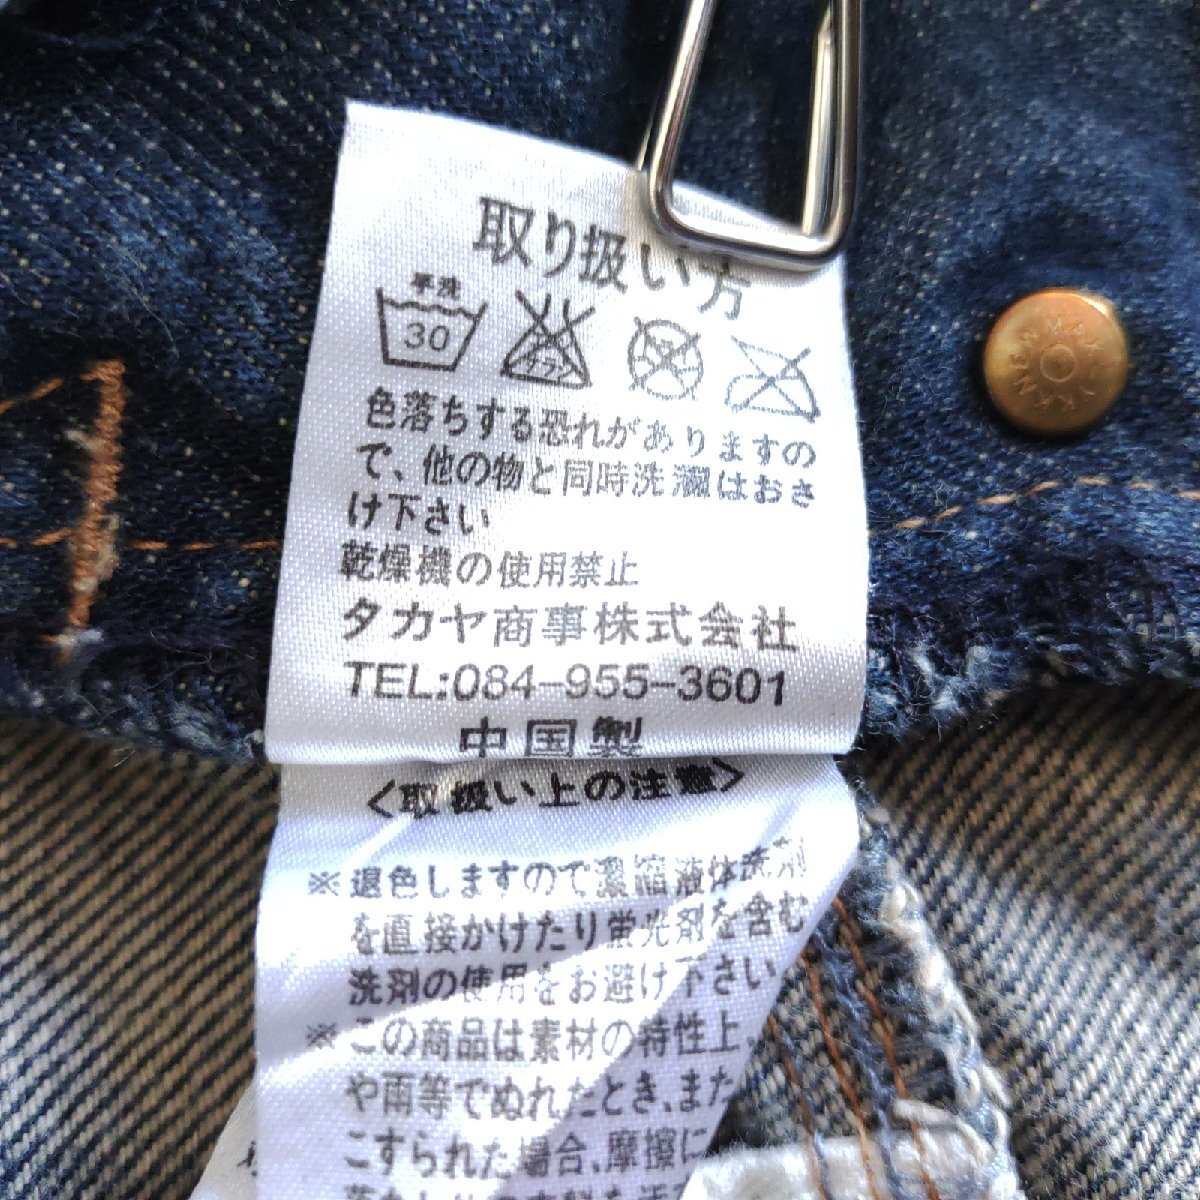 取り扱い方
手洗
30
色落ちする恐れがありますの
で、他の物と同時洗濯はおさ
け下さい
乾燥機の使用禁止
タカヤ商事株式会社
TEL:084-955-3601
中国製
<取扱い上の注意>
※退色しますので濃縮液体洗剤
を直接かけたり蛍光剤を含む
洗剤の使用をお避け下さい。
※この商品は素材の特性上、
や雨等でぬれたとき、また
こすられた場合、摩擦に